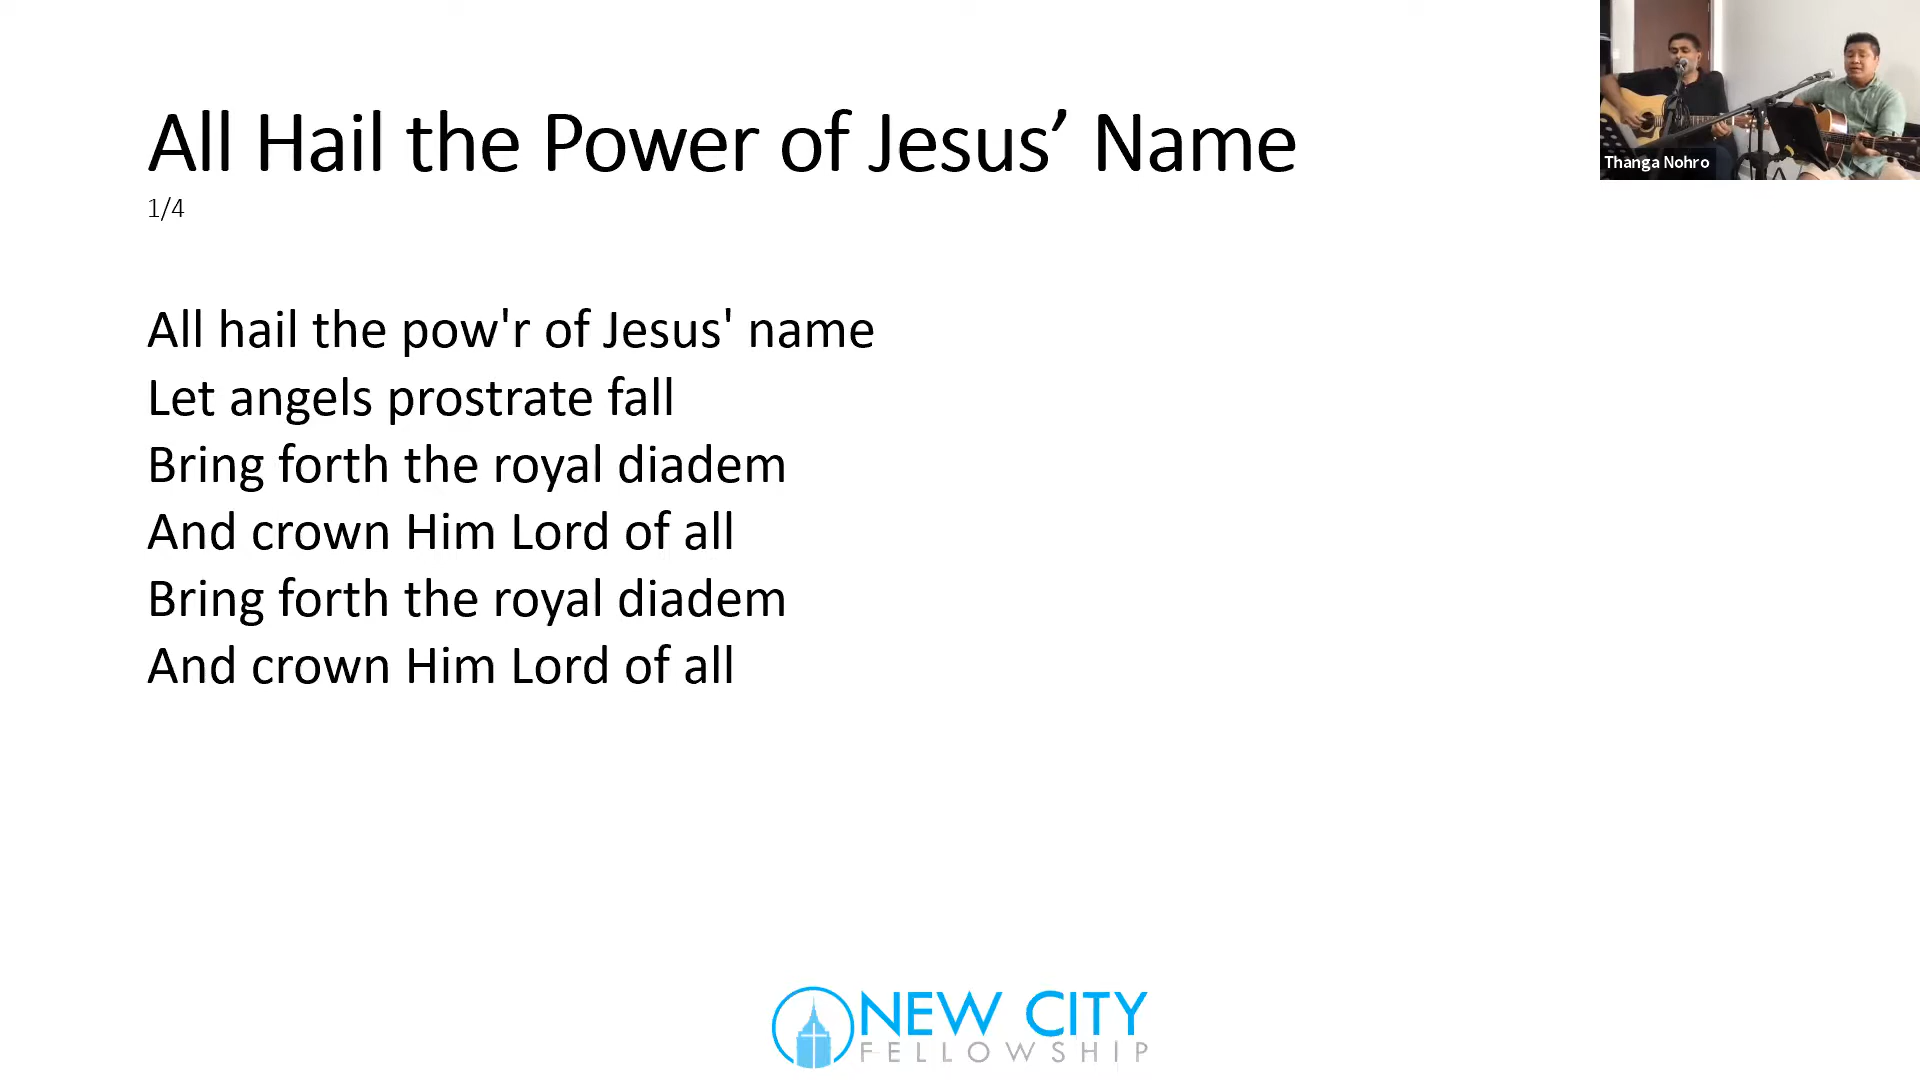 All Hail the Power of Jesus’ Name
1/4
All hail the pow'r of Jesus' name
Let angels prostrate fall
Bring forth the royal diadem
And crown Him Lord of all
Bring forth the royal diadem
And crown Him Lord of all
Thanga Nohro
NEW CITY
FELLOWSHIP